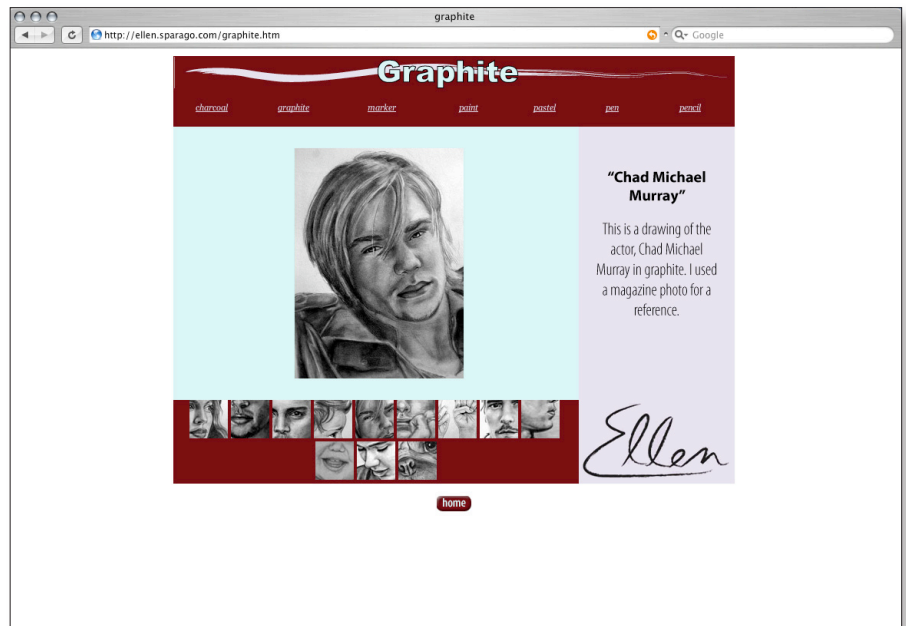 graphite
http://ellen.sparago.com/graphite.htm
Google
Graphite
charcoal graphite marker paint pastel pen pencil
“Chad Michael
Murray”
This is a drawing of the
actor, Chad Michael
Murray in graphite. I used
a magazine photo for a
reference.
Ellen
home